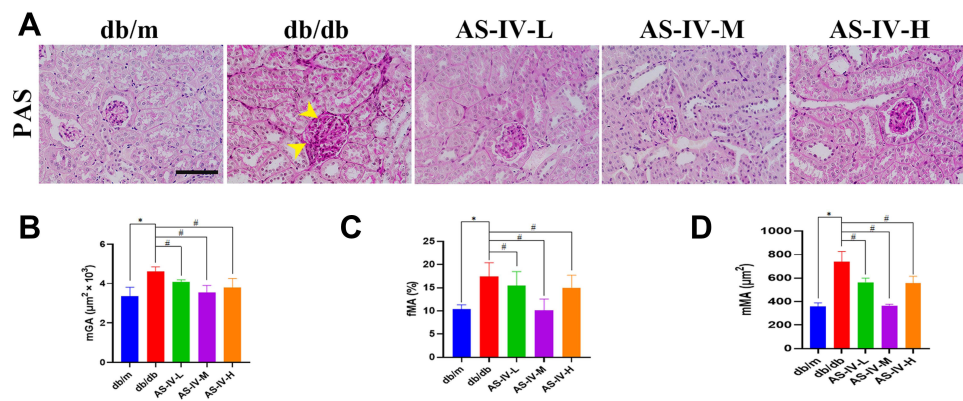 A
db/m
db/db
AS-IV-L
AS-IV-M
AS-IV-H
PAS
B
mGA (μm² × 10³)
6
4
2
0
*
#
#
#
db/m
db/db
AS-IV-L
AS-IV-M
AS-IV-H
C
fMA (%)
25
20
15
10
5
0
*
#
#
#
db/m
db/db
AS-IV-L
AS-IV-M
AS-IV-H
D
mMA (μm²)
1000
800
600
400
200
0
*
#
#
#
db/m
db/db
AS-IV-L
AS-IV-M
AS-IV-H